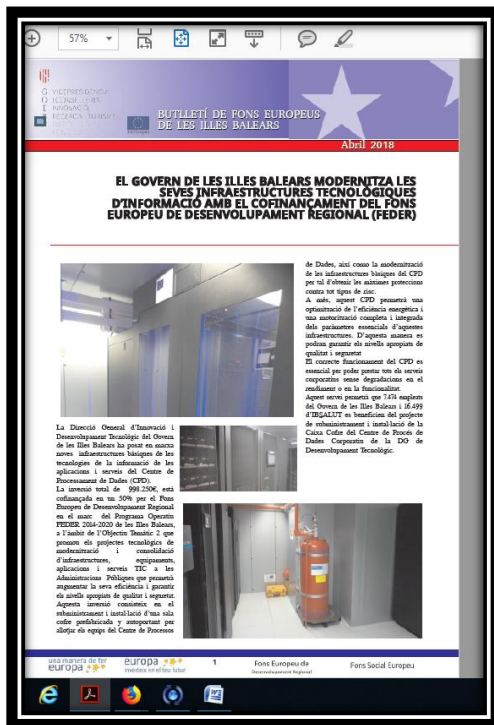 57%
G VICEPRESIDÈNCIA
O I CONSELLERIA
I INNOVACIÓ,
B RECERCA I TURISME
BUTLLETÍ DE FONS EUROPEUS
DE LES ILLES BALEARS
Abril 2018
EL GOVERN DE LES ILLES BALEARS MODERNITZA LES
SEVES INFRAESTRUCTURES TECNOLÒGIQUES
D'INFORMACIÓ AMB EL COFINANÇAMENT DEL FONS
EUROPEU DE DESENVOLUPAMENT REGIONAL (FEDER)
La Direcció General d'Innovació i
Desenvolupament Tecnològic del Govern
de les Illes Balears ha posat en marxa
noves infraestructures bàsiques de les
tecnologies de la informació de les
aplicacions i serveis del Centre de
Processament de Dades (CPD).
La inversió total de 998.250€, està
cofinançada en un 50% per el Fons
Europeu de Desenvolupament Regional
en el marc del Programa Operatiu
FEDER 2014-2020 de les Illes Balears,
a l'àmbit de l'Objectiu Temàtic 2 que
promou els projectes tecnològics de
modernització i consolidació
d'infraestructures, equipaments,
aplicacions i serveis TIC a les
Administracions Públiques que permetrà
augmentar la seva eficiència i garantir
els nivells apropiats de qualitat i seguretat.
Aquesta inversió consisteix en el
subministrament i instal·lació d'una sala
cofre prefabricada y autoportant per
allotjar els equips del Centre de Processos
de Dades, així como la modernització
de les infraestructures bàsiques del CPD
per tal d'obtenir les màximes proteccions
contra tot tipus de risc.
A més, aquest CPD permetrà una
optimització de l'eficiència energètica i
una motorització completa i integrada
dels paràmetres essencials d'aquestes
infraestructures. D'aquesta manera es
podran garantir els nivells apropiats de
qualitat i seguretat
El correcte funcionament del CPD es
essencial per poder prestar tots els serveis
corporatius sense degradacions en el
rendiment o en la funcionalitat.
Aquest servei permetrà que 7.474 empleats
del Govern de les Illes Balears i 16.499
d'IBSALUT es beneficien del projecte
de subministrament i instal·lació de la
Caixa Cofre del Centre de Procés de
Dades Corporatiu de la DG de
Desenvolupament Tecnològic.
una manera de fer
europa
europa
inverteix en el teu futur
1
Fons Europeu de
Desenvolupament Regional
Fons Social Europeu